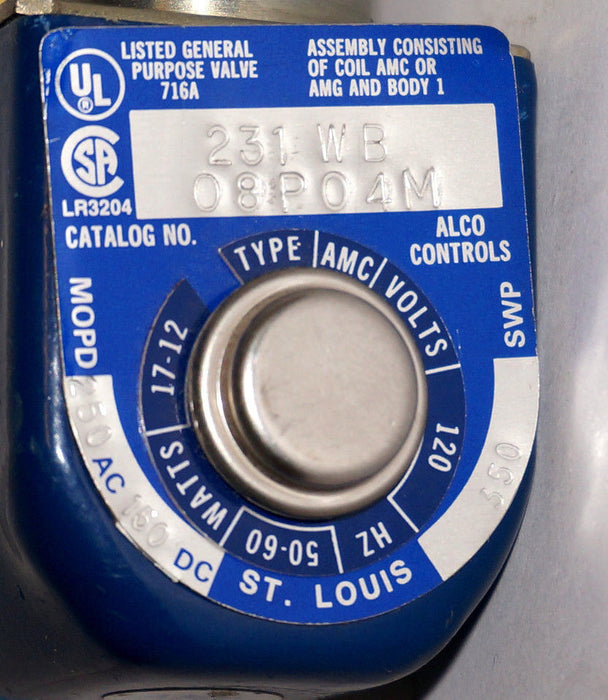 UL
®
LISTED GENERAL
PURPOSE VALVE
716A
ASSEMBLY CONSISTING
OF COIL AMC OR
AMG AND BODY 1
SA
LR3204
231 WB
08P04M
CATALOG NO.
ALCO
CONTROLS
MOPD 250 AC 160 DC
SWP 550
TYPE AMC VOLTS 120 HZ 50-60 WATTS 17-12
ST. LOUIS